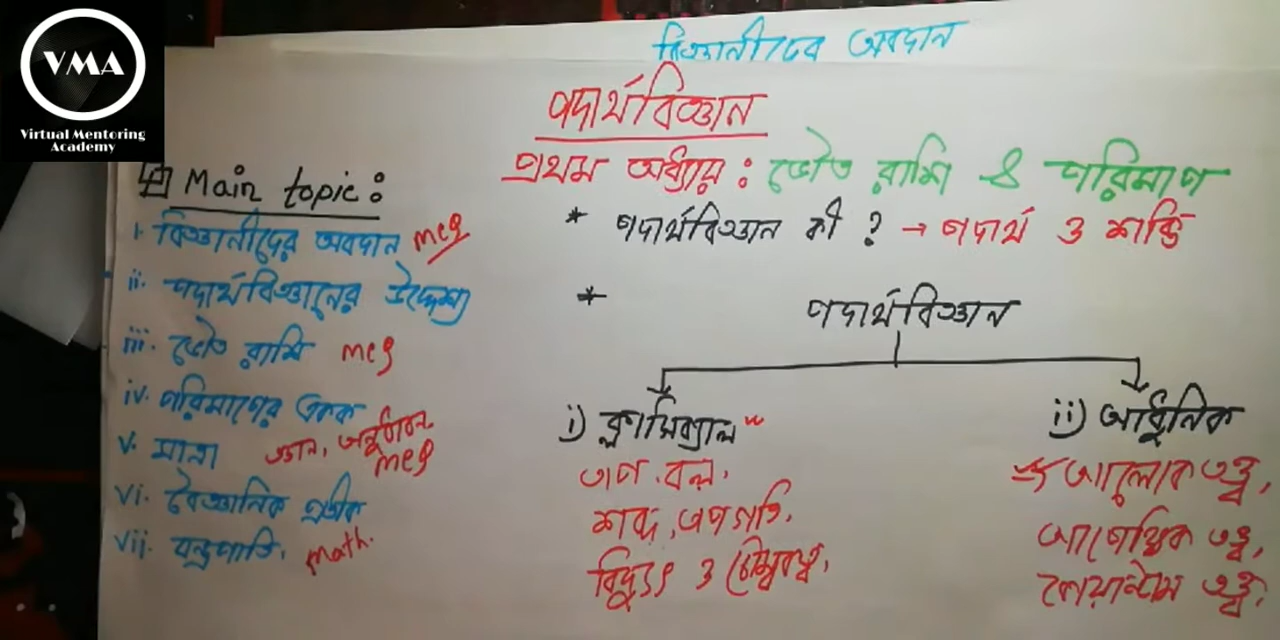 VMA
Virtual Mentoring
Academy
বিজ্ঞানীদের অবদান
পদার্থবিজ্ঞান
প্রথম অধ্যায় : ভৌত রাশি & পরিমাপ
* পদার্থবিজ্ঞান কী ? → পদার্থ ও শক্তি
* পদার্থবিজ্ঞান
i) ক্লাসিক্যাল"
তাপ, বল,
শব্দ, তাপ গতি,
বিদ্যুৎ ও চৌম্বকত্ব,
ii) আধুনিক
আলোক তত্ত্ব,
আপেক্ষিক তত্ত্ব,
কোয়ান্টাম তত্ত্ব,
Main topic :
i. বিজ্ঞানীদের অবদান mcq
ii. পদার্থবিজ্ঞানের উদ্দেশ্য
iii. ভৌত রাশি mcq
iv. পরিমাপের একক
v. মাত্রা জ্ঞান, অনুধাবন, mcq
vi. বৈজ্ঞানিক প্রতীক
vii. যন্ত্রপাতি, math.